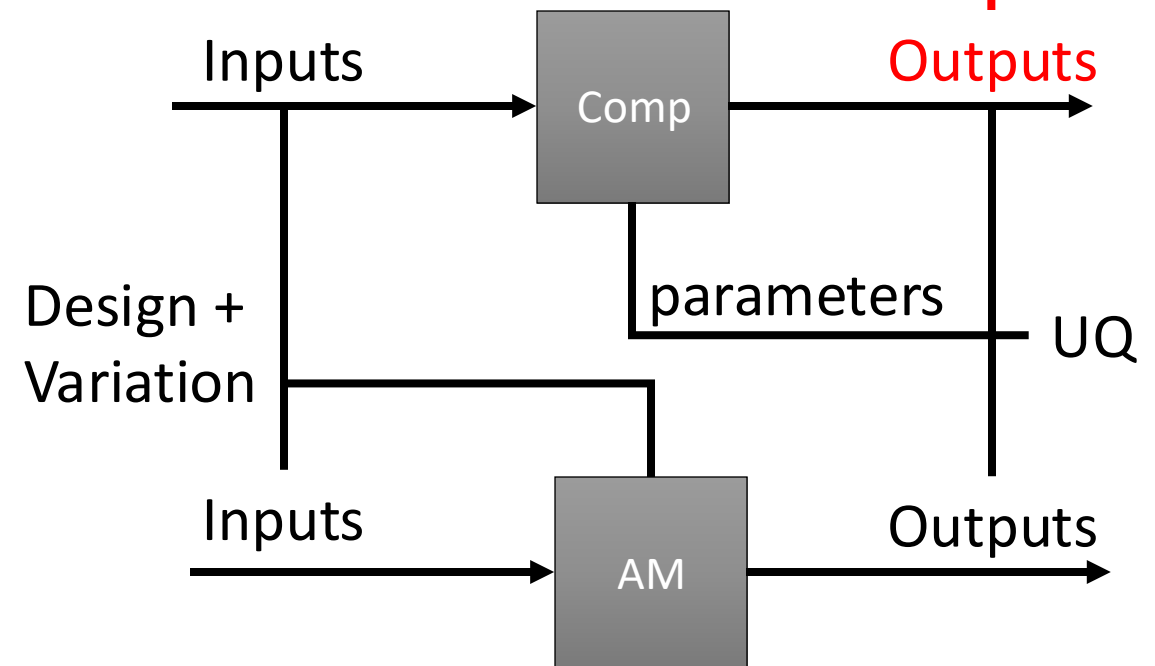 Inputs
Outputs
Comp
parameters
Design +
UQ
Variation
Inputs
Outputs
AM